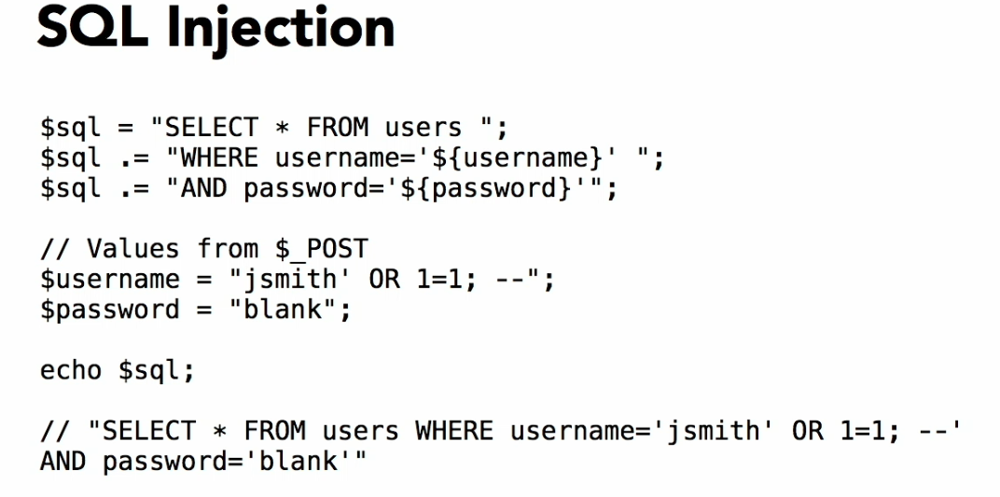 SQL Injection
$sql = "SELECT * FROM users ";
$sql .= "WHERE username='${username}' ";
$sql .= "AND password='${password}'";
// Values from $_POST
$username = "jsmith' OR 1=1; --";
$password = "blank";
echo $sql;
// "SELECT * FROM users WHERE username='jsmith' OR 1=1; --'
AND password='blank'"